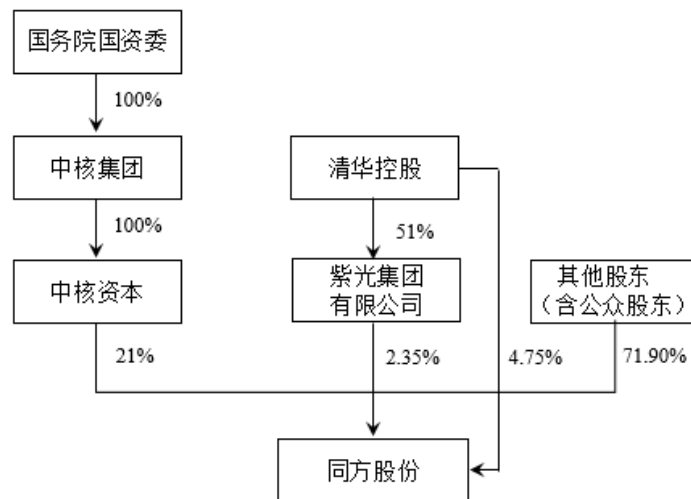 国务院国资委
100%
中核集团
清华控股
100%
51%
中核资本
紫光集团
有限公司
其他股东
（含公众股东）
21%
2.35%
4.75%
71.90%
同方股份